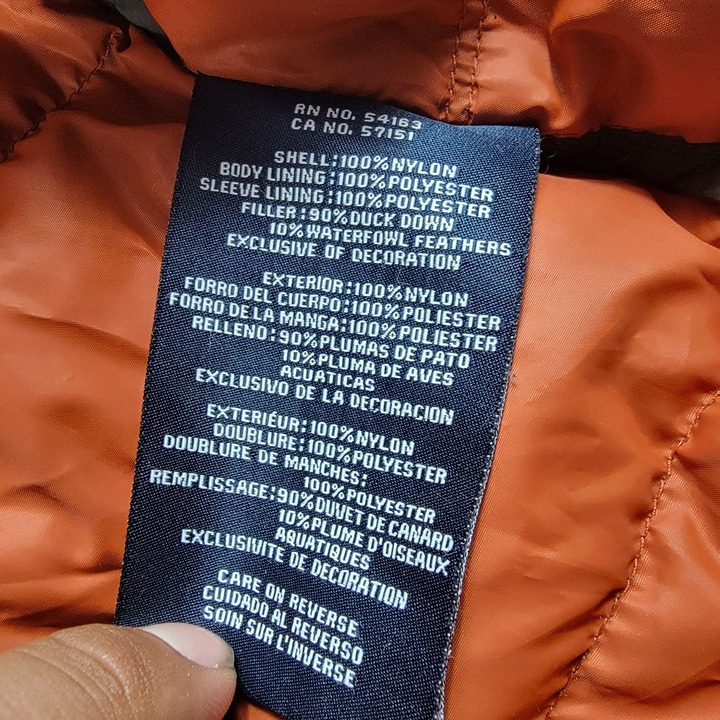 RN NO. 54163
CA NO. 57151
SHELL:100%NYLON
BODY LINING:100%POLYESTER
SLEEVE LINING:100%POLYESTER
FILLER:90%DUCK DOWN
10%WATERFOWL FEATHERS
EXCLUSIVE OF DECORATION
EXTERIOR:100%NYLON
FORRO DEL CUERPO:100%POLIESTER
FORRO DE LA MANGA:100%POLIESTER
RELLENO:90%PLUMAS DE PATO
10%PLUMA DE AVES
ACUATICAS
EXCLUSIVO DE LA DECORACION
EXTERIÉUR:100%NYLON
DOUBLURE:100%POLYESTER
DOUBLURE DE MANCHES:
100%POLYESTER
REMPLISSAGE:90%DUVET DE CANARD
10%PLUME D'OISEAUX
AQUATIQUES
EXCLUSIVITE DE DECORATION
CARE ON REVERSE
CUIDADO AL REVERSO
SOIN SUR L'INVERSE